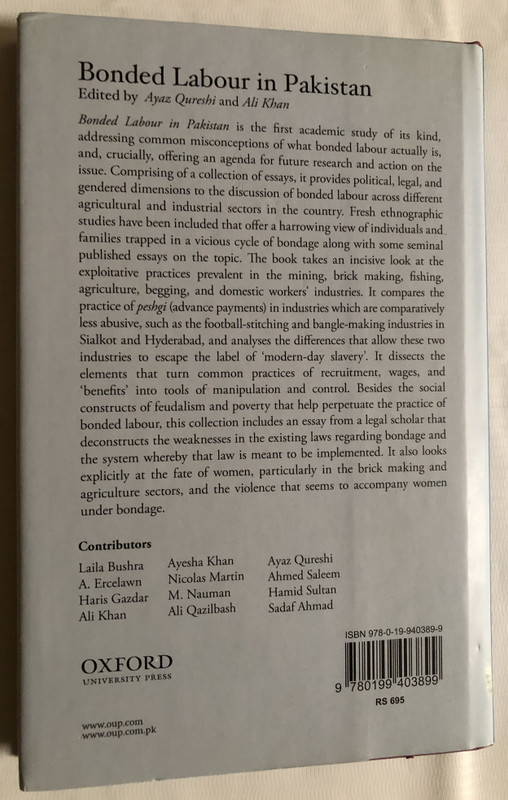 Bonded Labour in Pakistan
Edited by Ayaz Qureshi and Ali Khan
Bonded Labour in Pakistan is the first academic study of its kind,
addressing common misconceptions of what bonded labour actually is,
and, crucially, offering an agenda for future research and action on the
issue. Comprising of a collection of essays, it provides political, legal, and
gendered dimensions to the discussion of bonded labour across different
agricultural and industrial sectors in the country. Fresh ethnographic
studies have been included that offer a harrowing view of individuals and
families trapped in a vicious cycle of bondage along with some seminal
published essays on the topic. The book takes an incisive look at the
exploitative practices prevalent in the mining, brick making, fishing,
agriculture, begging, and domestic workers' industries. It compares the
practice of peshgi (advance payments) in industries which are comparatively
less abusive, such as the football-stitching and bangle-making industries in
Sialkot and Hyderabad, and analyses the differences that allow these two
industries to escape the label of 'modern-day slavery'. It dissects the
elements that turn common practices of recruitment, wages, and
'benefits' into tools of manipulation and control. Besides the social
constructs of feudalism and poverty that help perpetuate the practice of
bonded labour, this collection includes an essay from a legal scholar that
deconstructs the weaknesses in the existing laws regarding bondage and
the system whereby that law is meant to be implemented. It also looks
explicitly at the fate of women, particularly in the brick making and
agriculture sectors, and the violence that seems to accompany women
under bondage.
Contributors
Laila Bushra
A. Ercelawn
Haris Gazdar
Ali Khan
Ayesha Khan
Nicolas Martin
M. Nauman
Ali Qazilbash
Ayaz Qureshi
Ahmed Saleem
Hamid Sultan
Sadaf Ahmad
OXFORD
UNIVERSITY PRESS
www.oup.com
www.oup.com.pk
ISBN 978-0-19-940389-9
9 780199 403899
RS 695